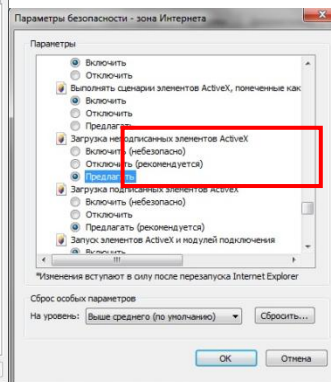 Параметры безопасности - зона Интернета
Параметры
Включить
Отключить
Выполнять сценарии элементов ActiveX, помеченные как
Включить
Отключить
Предлагать
Загрузка неподписанных элементов ActiveX
Включить (небезопасно)
Отключить (рекомендуется)
Предлагать
Загрузка подписанных элементов ActiveX
Включить (небезопасно)
Отключить
Предлагать (рекомендуется)
Запуск элементов ActiveX и модулей подключения
Включить
*Изменения вступают в силу после перезапуска Internet Explorer
Сброс особых параметров
На уровень: Выше среднего (по умолчанию) Сбросить...
ОК Отмена